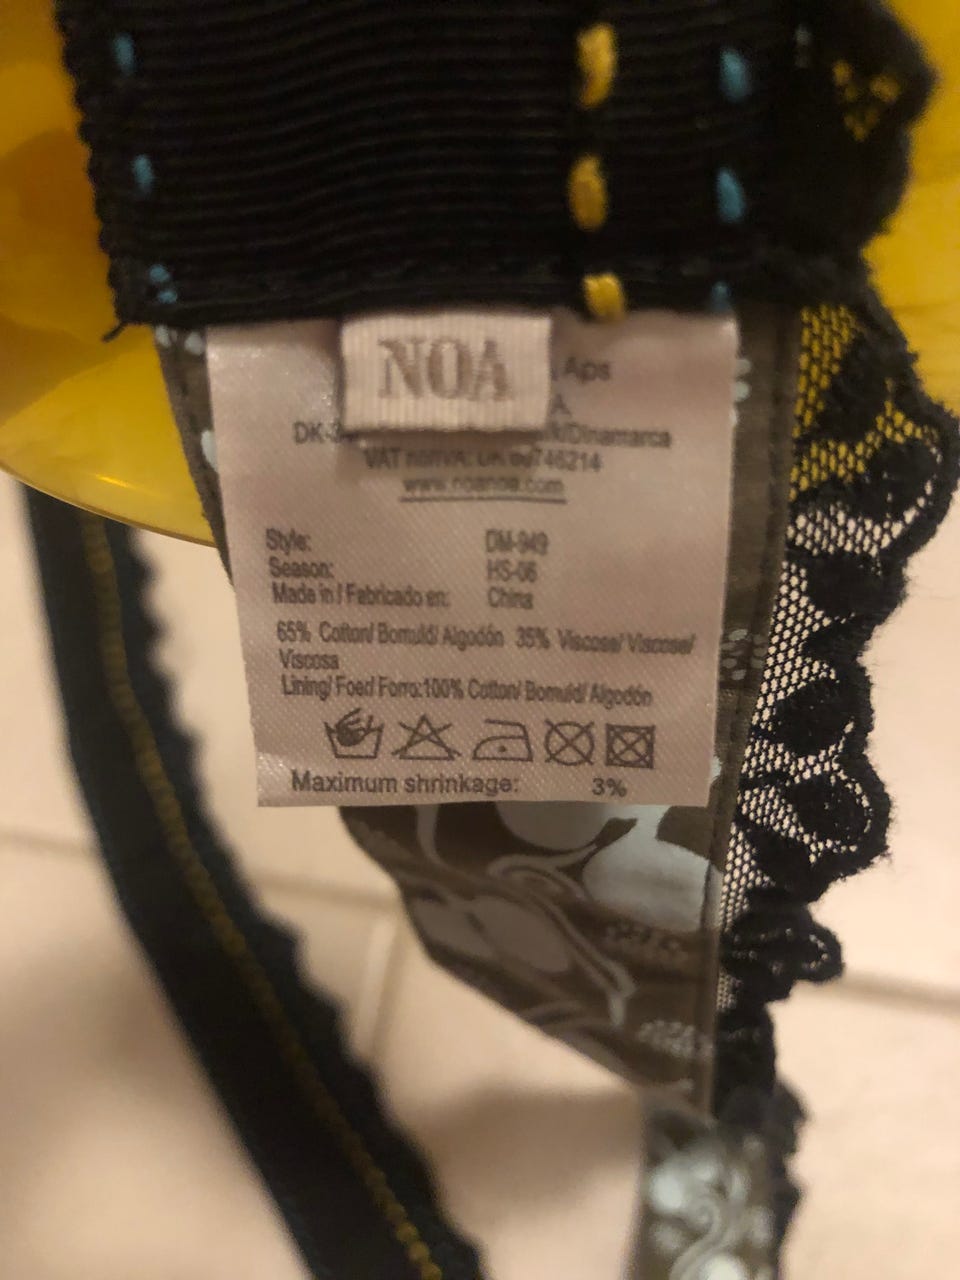 NOA
Aps
A
DK-
/Dinamarca
VAT 746214
www.noanoa.com
Style: DM-949
Season: HS-06
Made in / Fabricado en: China
65% Cotton/ Bomuld/ Algodón 35% Viscose/ Viscose/
Viscosa
Lining/ Foer/ Forro:100% Cotton/ Bomuld/ Algodón
Maximum shrinkage: 3%